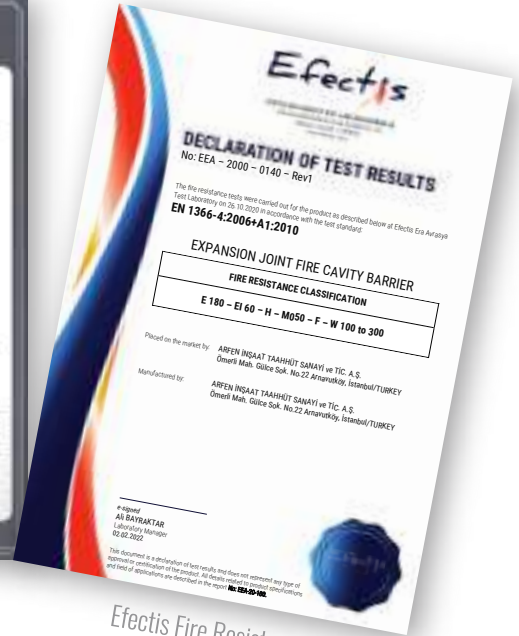 Efectis
DECLARATION OF TEST RESULTS
No: EEA – 2000 – 0140 – Rev1
The fire resistance tests were carried out for the product as described below at Efectis Era Avrasya
Test Laboratory on 26.10.2020 in accordance with the test standard.
EN 1366-4:2006+A1:2010
EXPANSION JOINT FIRE CAVITY BARRIER
FIRE RESISTANCE CLASSIFICATION
E 180 – EI 60 – H – M050 – F – W 100 to 300
Placed on the market by: ARFEN İNŞAAT TAAHHÜT SANAYİ ve TİC. A.Ş.
Ömerli Mah. Gülce Sok. No.22 Arnavutköy, İstanbul/TURKEY
Manufactured by: ARFEN İNŞAAT TAAHHÜT SANAYİ ve TİC. A.Ş.
Ömerli Mah. Gülce Sok. No.22 Arnavutköy, İstanbul/TURKEY
e-signed
Ali BAYRAKTAR
Laboratory Manager
02.02.2022
This document is a declaration of test results and does not represent any type of
approval or certification of the product. All details related to product specifications
and field of applications are described in the report No: EEA-20-160.
Efectis Fire